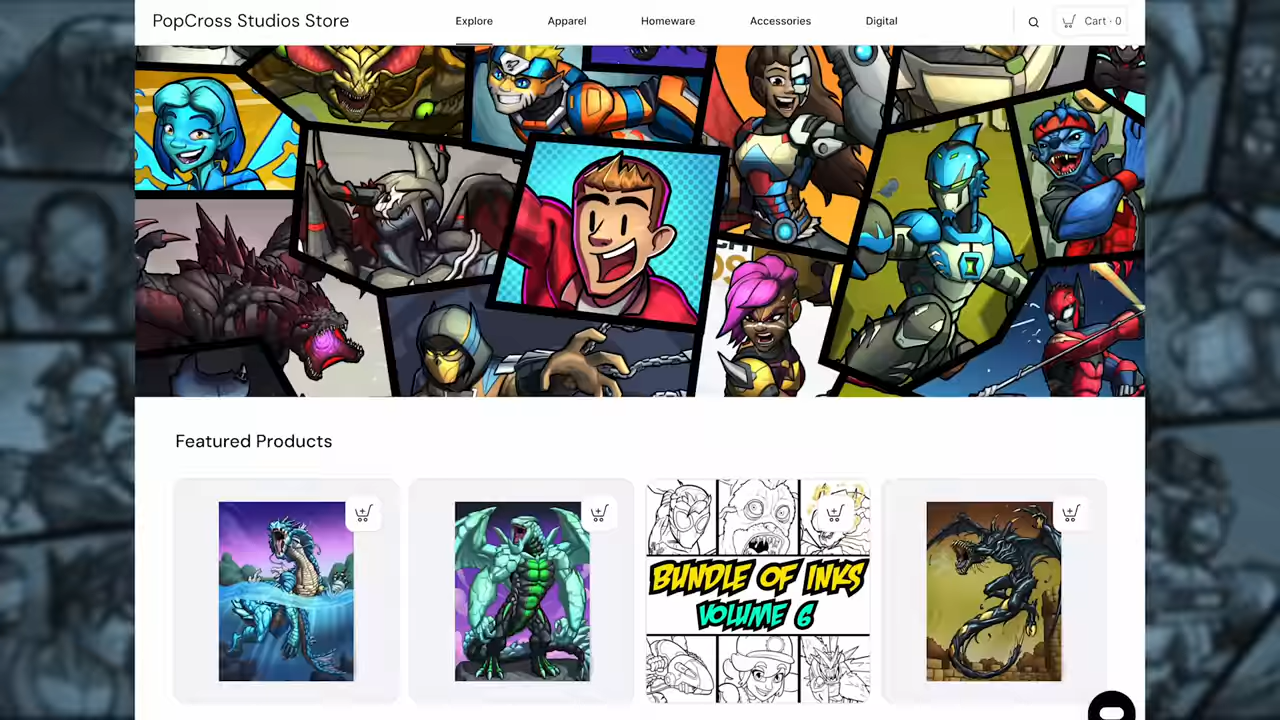 PopCross Studios Store
Explore
Apparel
Homeware
Accessories
Digital
Cart · 0
Featured Products
BUNDLE OF INKS
VOLUME 6